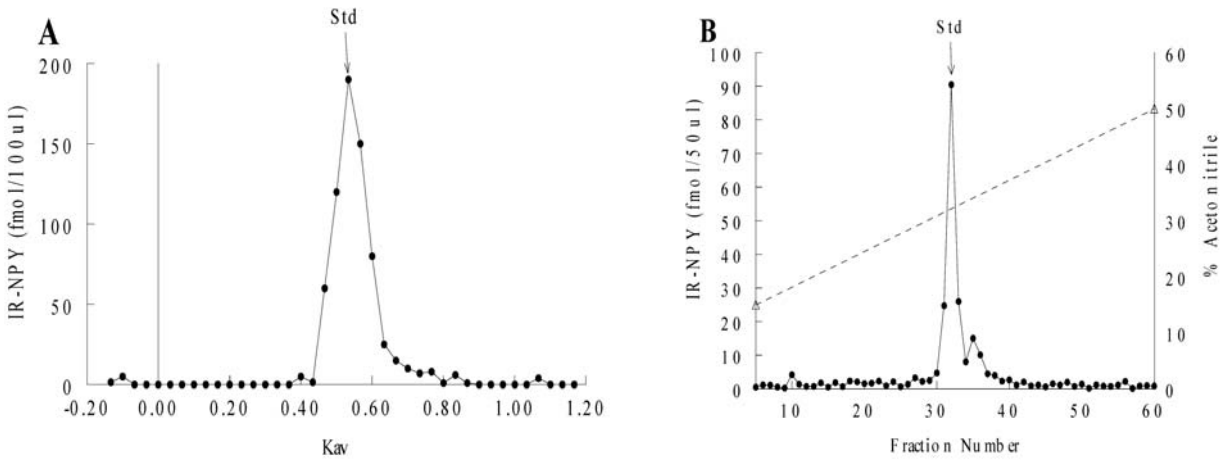 A
Std
200
150
100
50
0
-0.20 0.00 0.20 0.40 0.60 0.80 1.00 1.20
IR-NPY (fmol/100ul)
Kav
B
Std
100
90
80
70
60
50
40
30
20
10
0
10 20 30 40 50 60
IR-NPY (fmol/50ul)
60
50
40
30
20
10
0
% Acetonitrile
Fraction Number